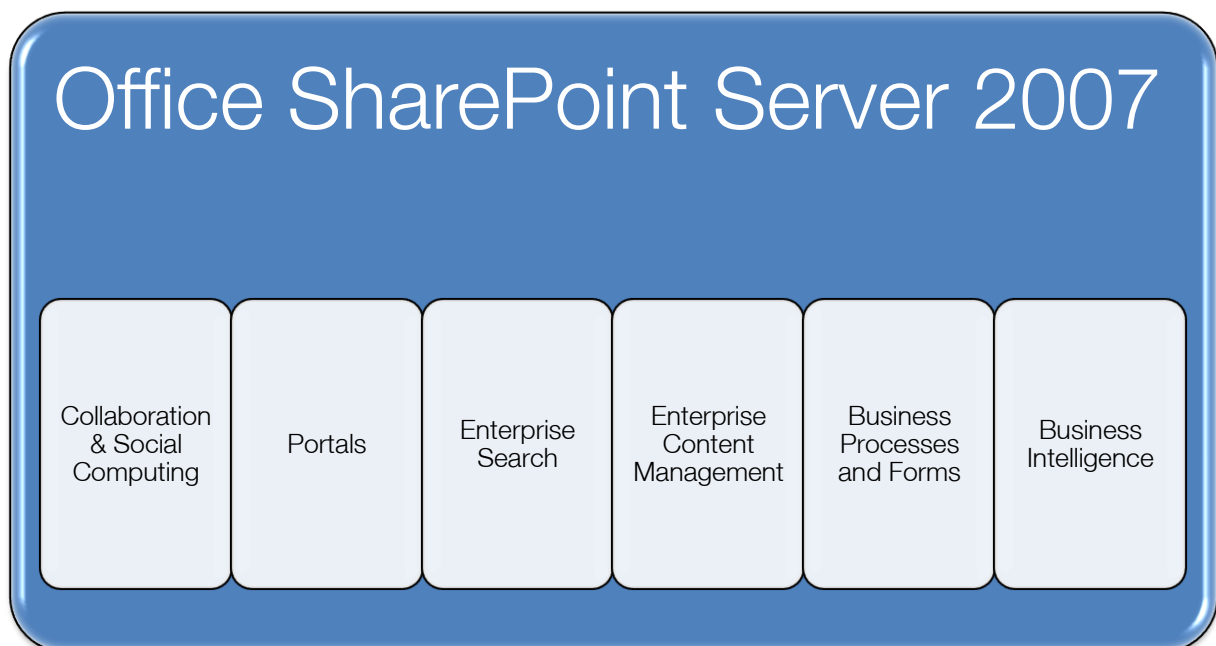 Office SharePoint Server 2007
Collaboration
& Social
Computing
Portals
Enterprise
Search
Enterprise
Content
Management
Business
Processes
and Forms
Business
Intelligence